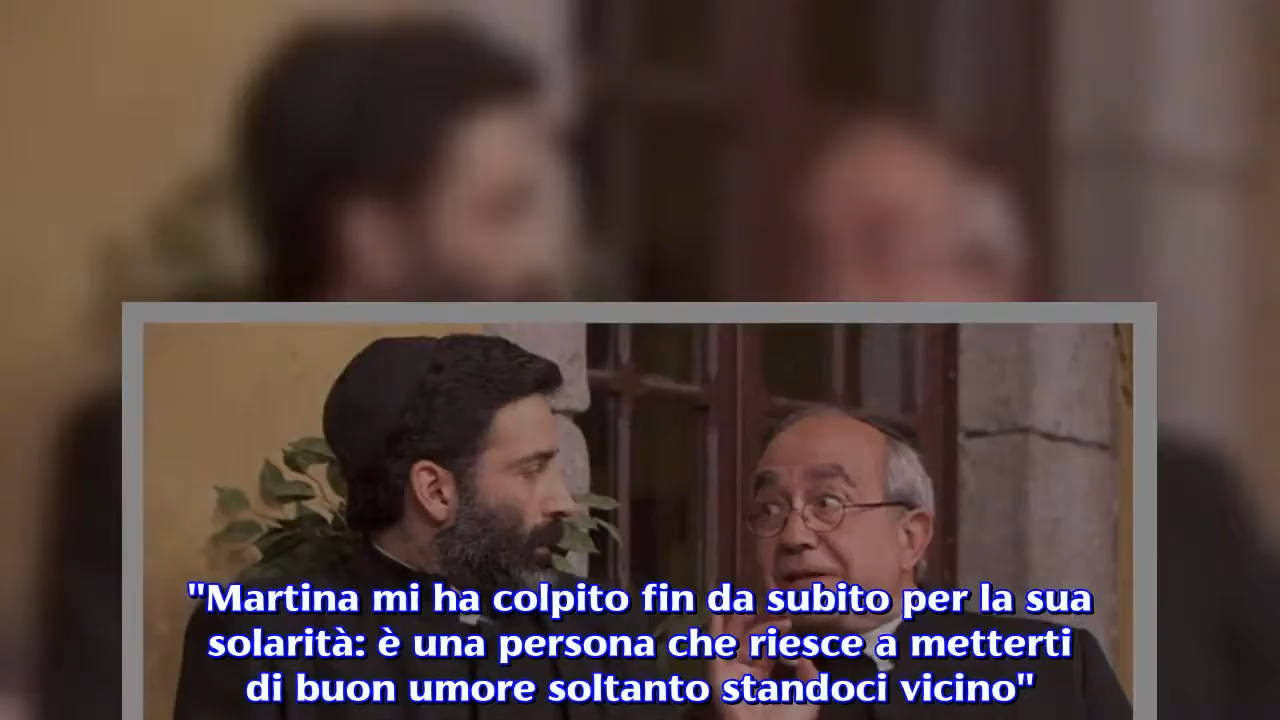 "Martina mi ha colpito fin da subito per la sua
solarità: è una persona che riesce a metterti
di buon umore soltanto standoci vicino"